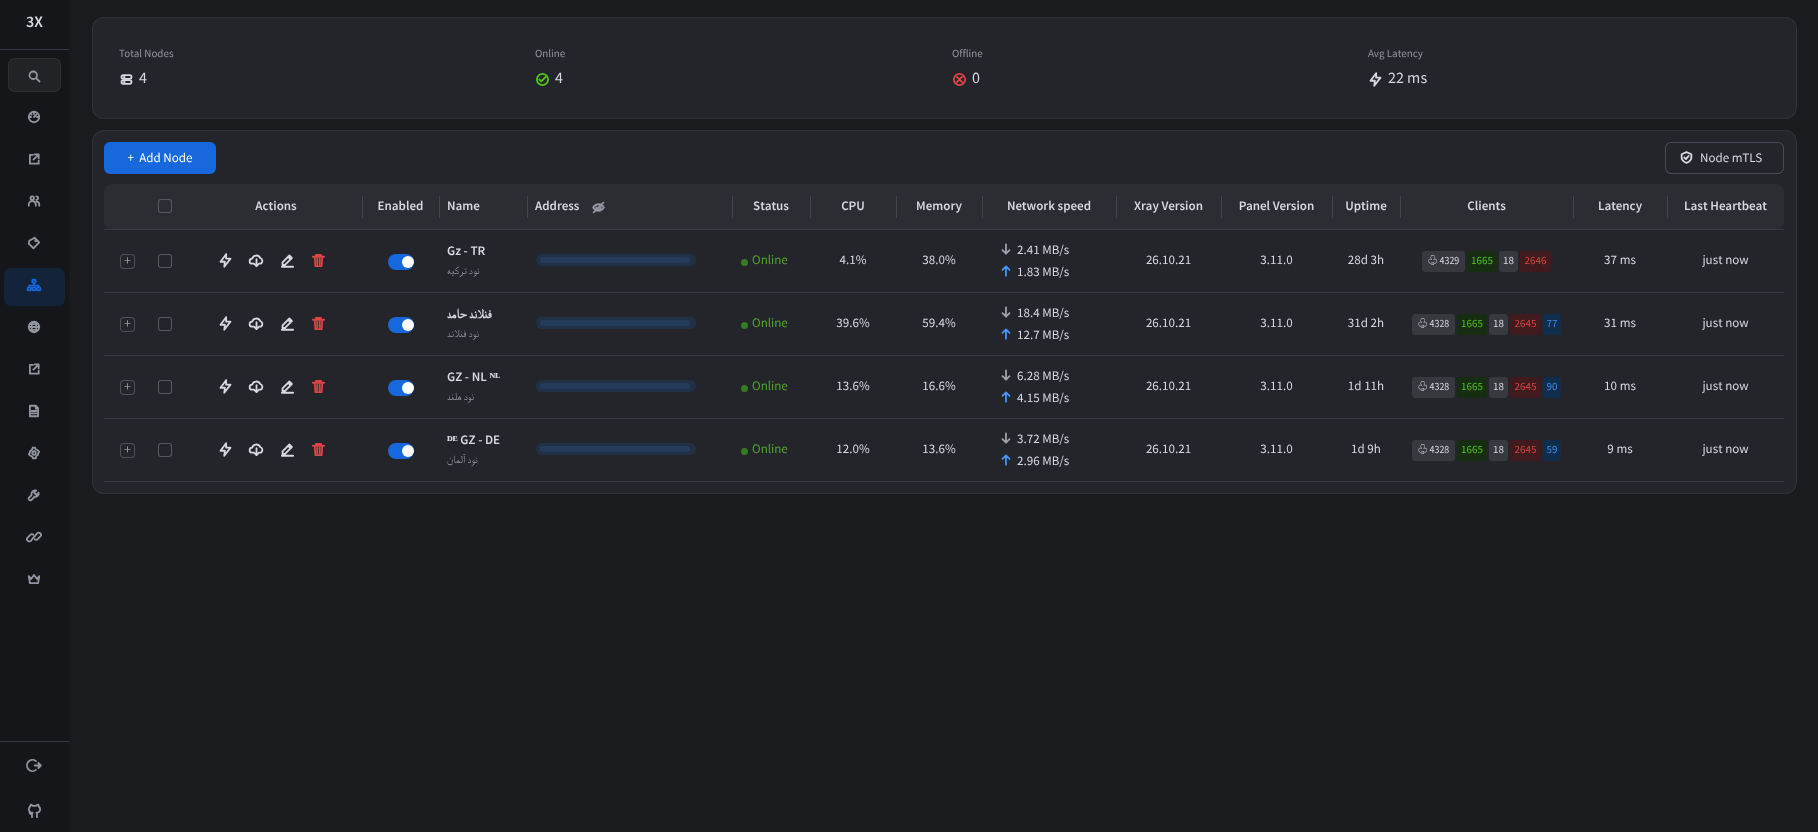 3X
Total Nodes
4
Online
4
Offline
0
Avg Latency
22 ms
+ Add Node
Node mTLS
Actions Enabled Name Address Status CPU Memory Network speed Xray Version Panel Version Uptime Clients Latency Last Heartbeat
Gz - TR
نود ترکیه
Online 4.1% 38.0%
2.41 MB/s
1.83 MB/s
26.10.21 3.11.0 28d 3h 4329 1665 18 2646 37 ms just now
فنلاند حامد
نود فنلاند
Online 39.6% 59.4%
18.4 MB/s
12.7 MB/s
26.10.21 3.11.0 31d 2h 4328 1665 18 2645 77 31 ms just now
GZ - NL NL
نود هلند
Online 13.6% 16.6%
6.28 MB/s
4.15 MB/s
26.10.21 3.11.0 1d 11h 4328 1665 18 2645 90 10 ms just now
DE GZ - DE
نود آلمان
Online 12.0% 13.6%
3.72 MB/s
2.96 MB/s
26.10.21 3.11.0 1d 9h 4328 1665 18 2645 59 9 ms just now